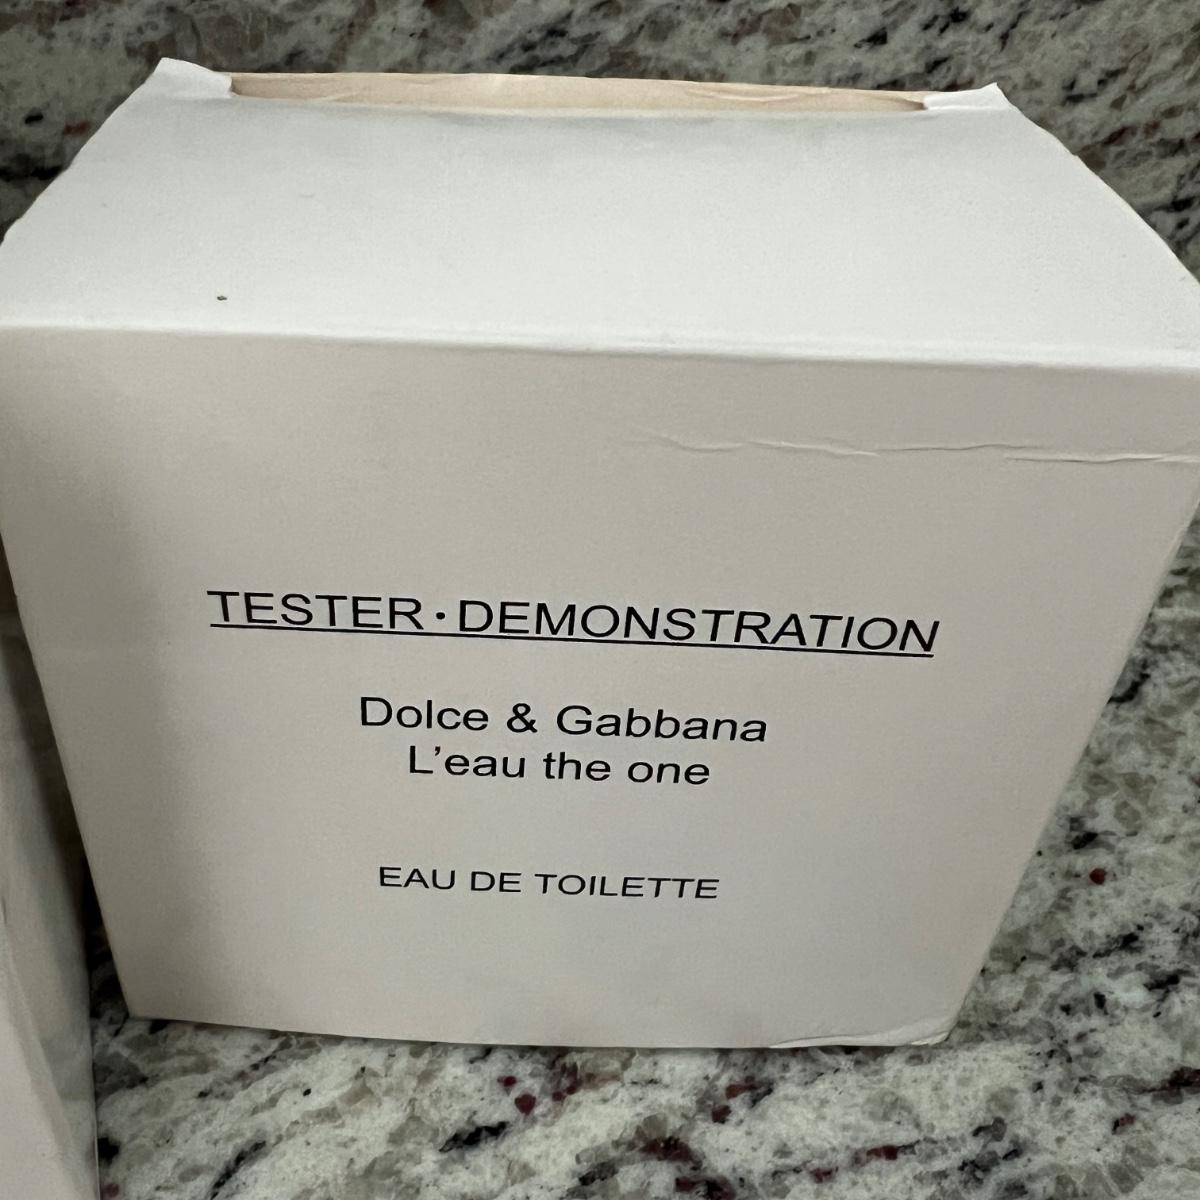 TESTER · DEMONSTRATION
Dolce & Gabbana
L’eau the one
EAU DE TOILETTE